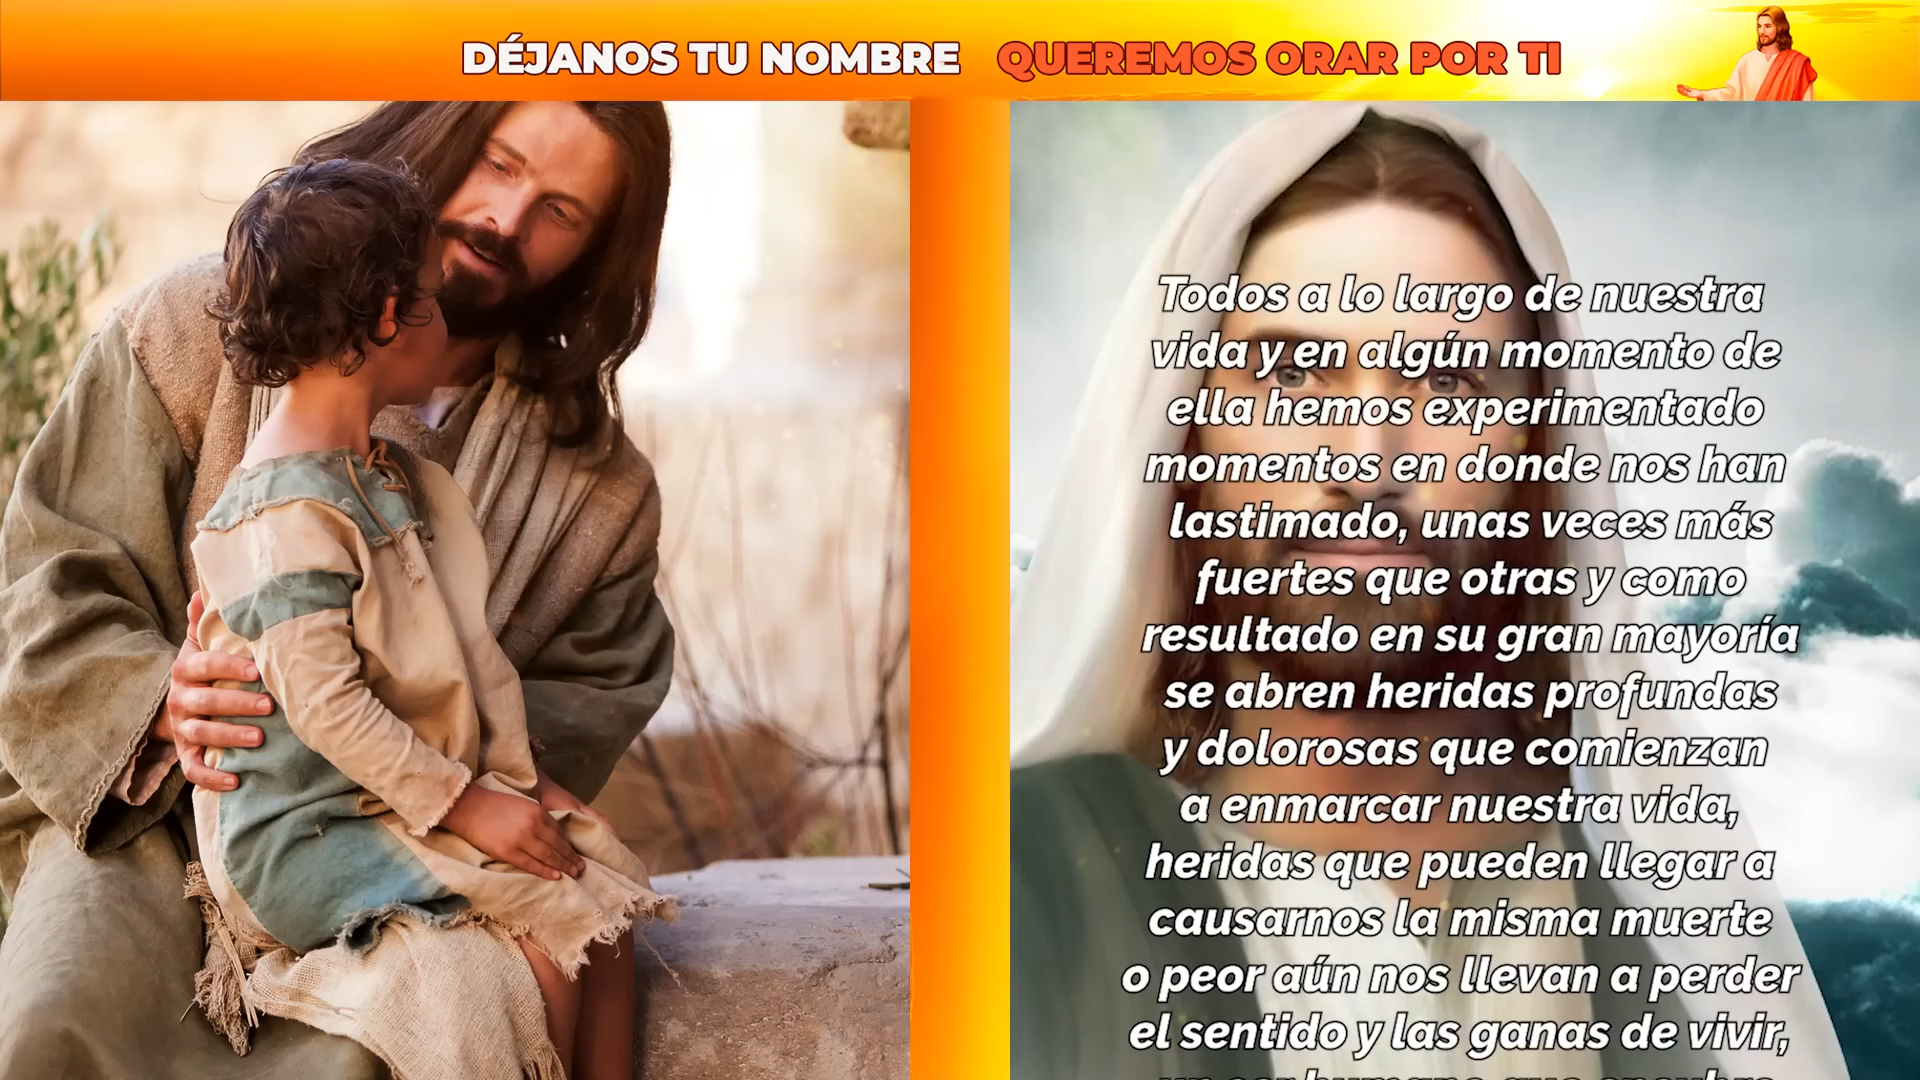 DÉJANOS TU NOMBRE QUEREMOS ORAR POR TI
Todos a lo largo de nuestra
vida y en algún momento de
ella hemos experimentado
momentos en donde nos han
lastimado, unas veces más
fuertes que otras y como
resultado en su gran mayoría
se abren heridas profundas
y dolorosas que comienzan
a enmarcar nuestra vida,
heridas que pueden llegar a
causarnos la misma muerte
o peor aún nos llevan a perder
el sentido y las ganas de vivir,